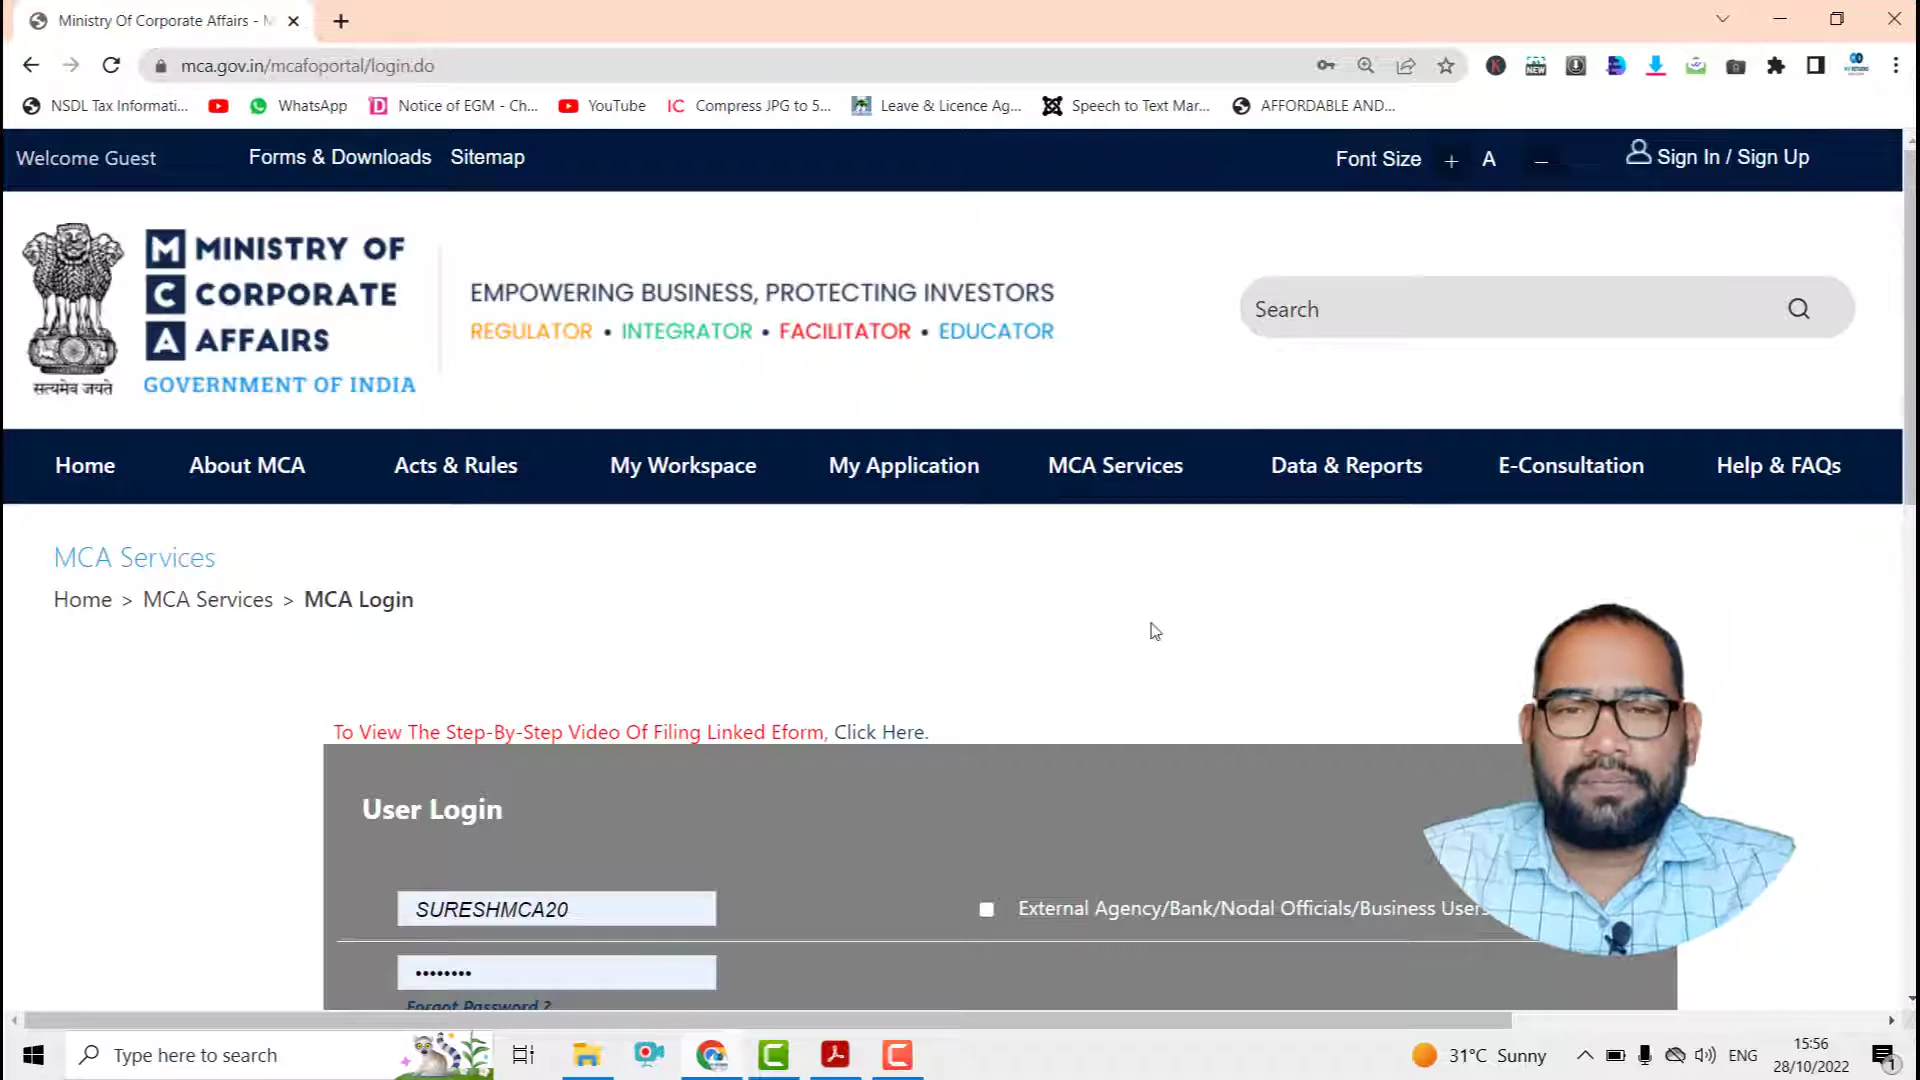 Ministry Of Corporate Affairs - M
mca.gov.in/mcafoportal/login.do
NSDL Tax Informati...
WhatsApp
Notice of EGM - Ch...
YouTube
IC Compress JPG to 5...
Leave & Licence Ag...
Speech to Text Mar...
AFFORDABLE AND...
Welcome Guest
Forms & Downloads
Sitemap
Font Size + A –
Sign In / Sign Up
MINISTRY OF
CORPORATE
AFFAIRS
GOVERNMENT OF INDIA
सत्यमेव जयते
EMPOWERING BUSINESS, PROTECTING INVESTORS
REGULATOR • INTEGRATOR • FACILITATOR • EDUCATOR
Search
Home
About MCA
Acts & Rules
My Workspace
My Application
MCA Services
Data & Reports
E-Consultation
Help & FAQs
MCA Services
Home > MCA Services > MCA Login
To View The Step-By-Step Video Of Filing Linked Eform, Click Here.
User Login
SURESHMCA20
External Agency/Bank/Nodal Officials/Business Users
••••••••
Forgot Password ?
Type here to search
31°C Sunny
ENG
15:56
28/10/2022
1